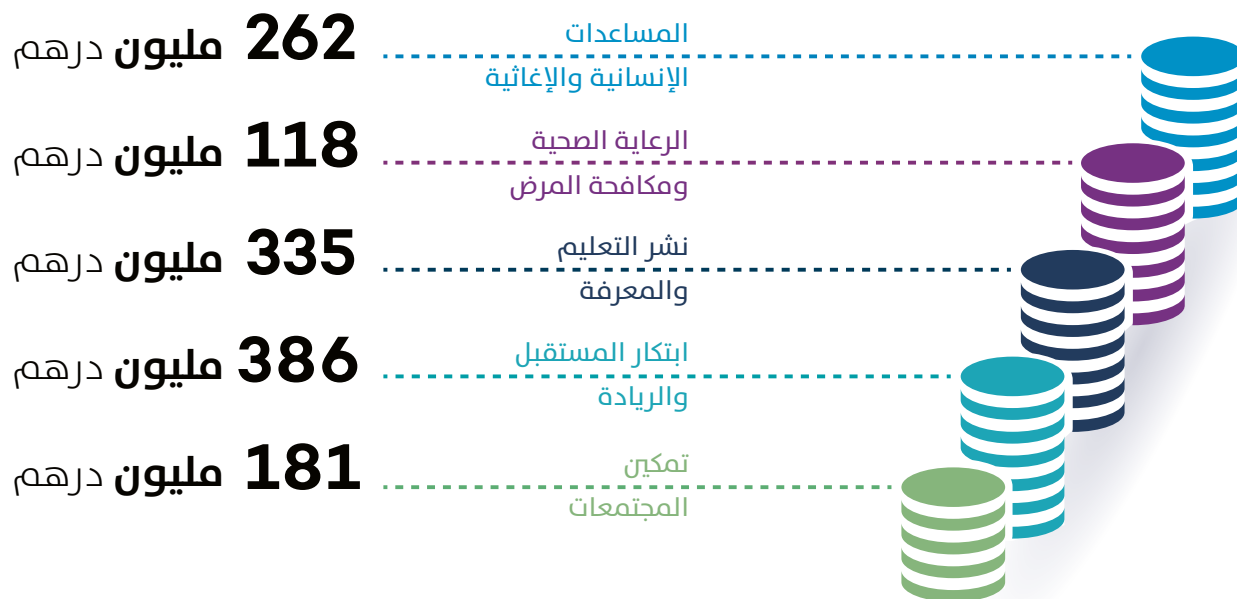 المساعدات
الإنسانية والإغاثية
262 مليون درهم
الرعاية الصحية
ومكافحة المرض
118 مليون درهم
نشر التعليم
والمعرفة
335 مليون درهم
ابتكار المستقبل
والريادة
386 مليون درهم
تمكين
المجتمعات
181 مليون درهم